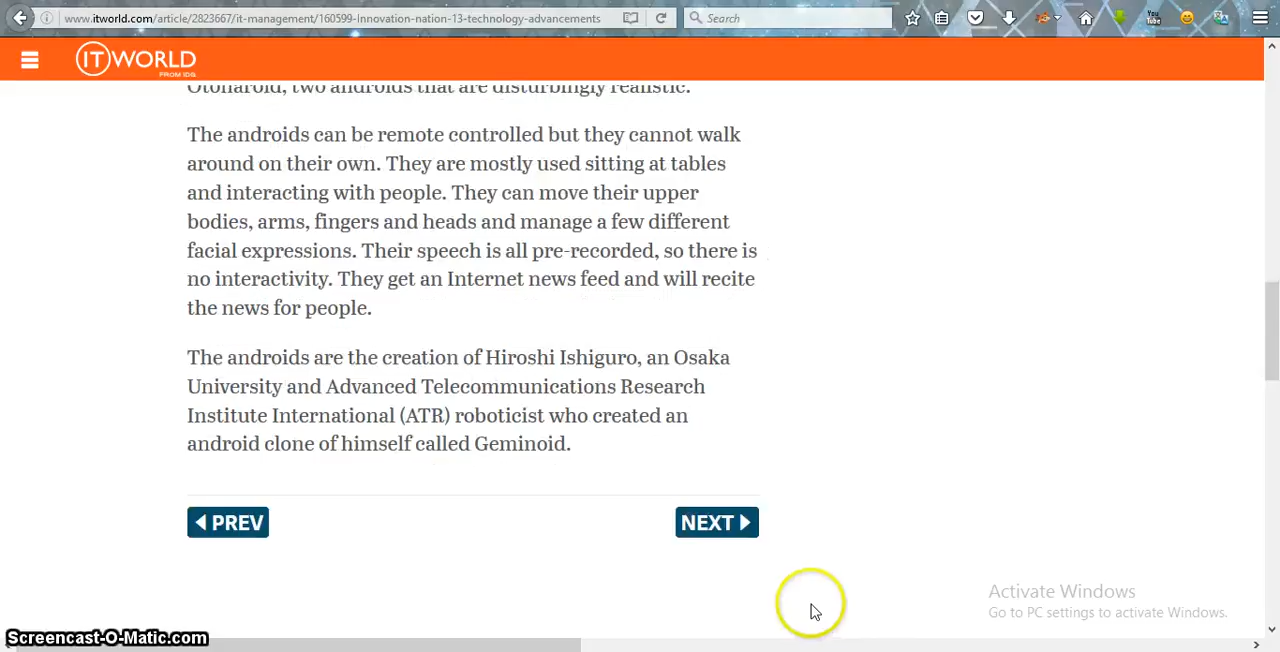 www.itworld.com/article/2823667/it-management/160599-Innovation-nation-13-technology-advancements
Search
You
Tube
ITWORLD
FROM IDG
Otonaroid, two androids that are disturbingly realistic.
The androids can be remote controlled but they cannot walk
around on their own. They are mostly used sitting at tables
and interacting with people. They can move their upper
bodies, arms, fingers and heads and manage a few different
facial expressions. Their speech is all pre-recorded, so there is
no interactivity. They get an Internet news feed and will recite
the news for people.
The androids are the creation of Hiroshi Ishiguro, an Osaka
University and Advanced Telecommunications Research
Institute International (ATR) roboticist who created an
android clone of himself called Geminoid.
PREV
NEXT
Activate Windows
Go to PC settings to activate Windows.
Screencast-O-Matic.com